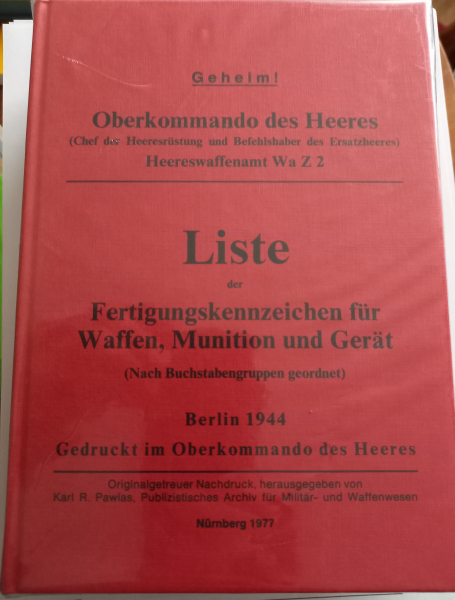 Geheim!
Oberkommando des Heeres
(Chef der Heeresrüstung und Befehlshaber des Ersatzheeres)
Heereswaffenamt Wa Z 2
Liste
der
Fertigungskennzeichen für
Waffen, Munition und Gerät
(Nach Buchstabengruppen geordnet)
Berlin 1944
Gedruckt im Oberkommando des Heeres
Originalgetreuer Nachdruck, herausgegeben von
Karl R. Pawlas, Publizistisches Archiv für Militär- und Waffenwesen
Nürnberg 1977